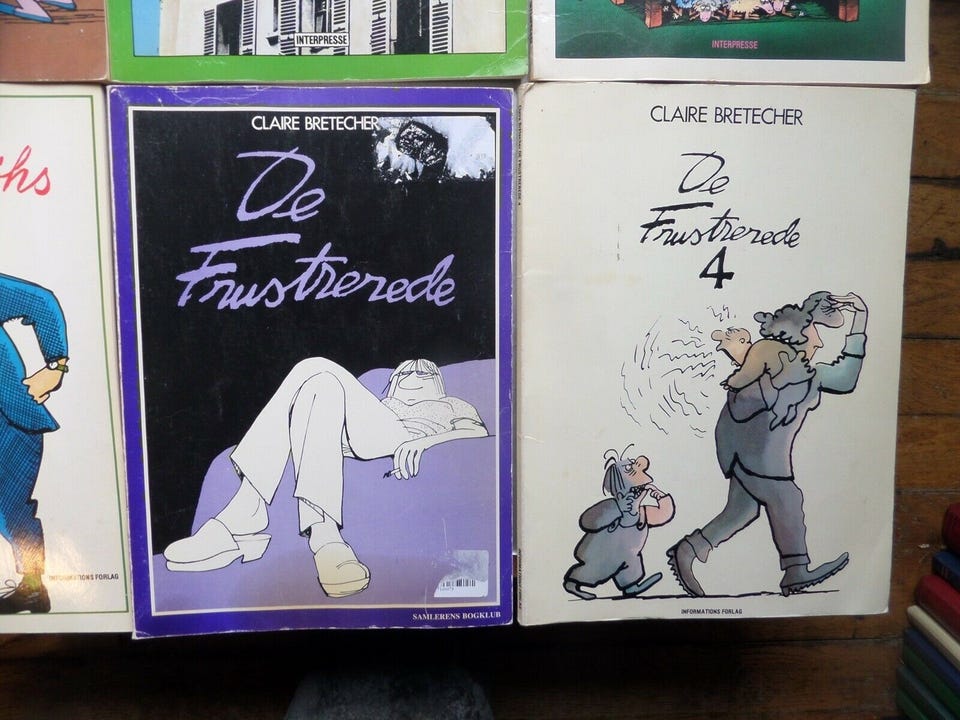 INTERPRESSE
INTERPRESSE
CLAIRE BRETECHER
De
Frustrerede
SAMLERENS BOGKLUB
CLAIRE BRETECHER
De
Frustrerede
4
INFORMATIONS FORLAG
INFORMATIONS FORLAG